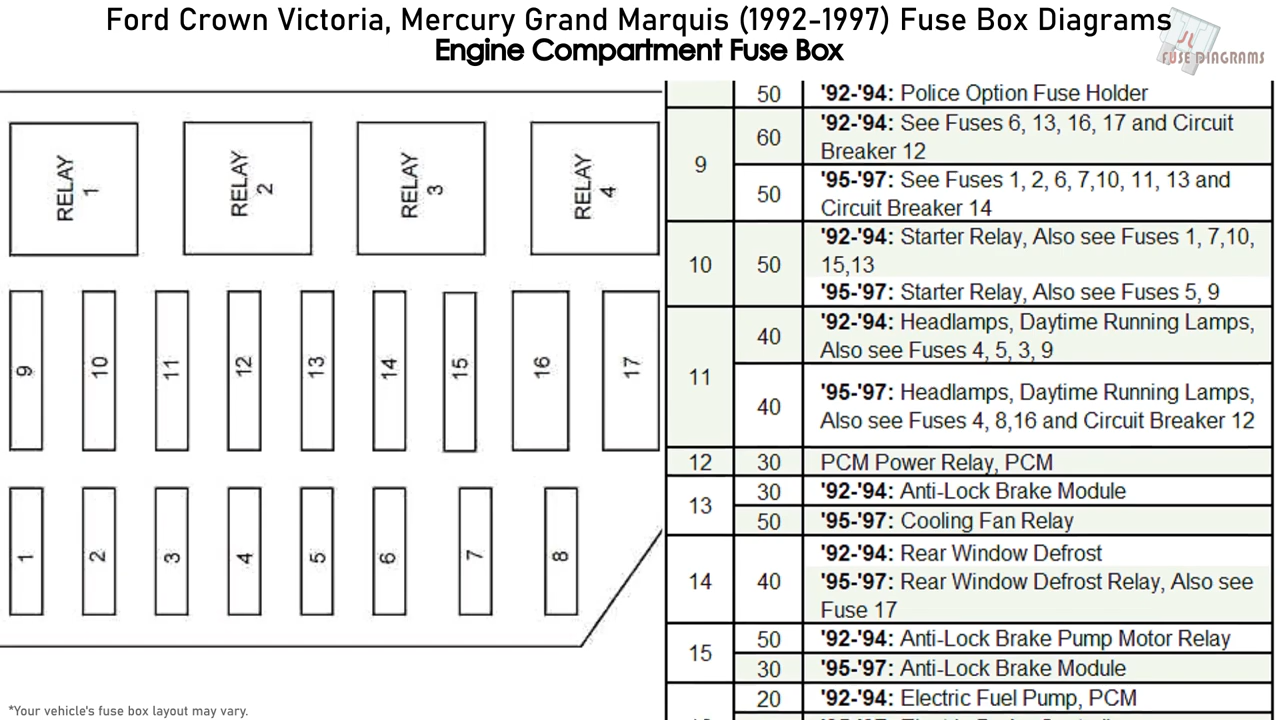 Ford Crown Victoria, Mercury Grand Marquis (1992-1997) Fuse Box Diagrams
Engine Compartment Fuse Box
JL
FUSE DIAGRAMS
RELAY 1
RELAY 2
RELAY 3
RELAY 4
9 10 11 12 13 14 15 16 17
1 2 3 4 5 6 7 8
50 '92-'94: Police Option Fuse Holder
9
60 '92-'94: See Fuses 6, 13, 16, 17 and Circuit
Breaker 12
50 '95-'97: See Fuses 1, 2, 6, 7,10, 11, 13 and
Circuit Breaker 14
10 50 '92-'94: Starter Relay, Also see Fuses 1, 7,10,
15,13
'95-'97: Starter Relay, Also see Fuses 5, 9
11
40 '92-'94: Headlamps, Daytime Running Lamps,
Also see Fuses 4, 5, 3, 9
40 '95-'97: Headlamps, Daytime Running Lamps,
Also see Fuses 4, 8,16 and Circuit Breaker 12
12 30 PCM Power Relay, PCM
13
30 '92-'94: Anti-Lock Brake Module
50 '95-'97: Cooling Fan Relay
14 40 '92-'94: Rear Window Defrost
'95-'97: Rear Window Defrost Relay, Also see
Fuse 17
15
50 '92-'94: Anti-Lock Brake Pump Motor Relay
30 '95-'97: Anti-Lock Brake Module
20 '92-'94: Electric Fuel Pump, PCM
*Your vehicle's fuse box layout may vary.